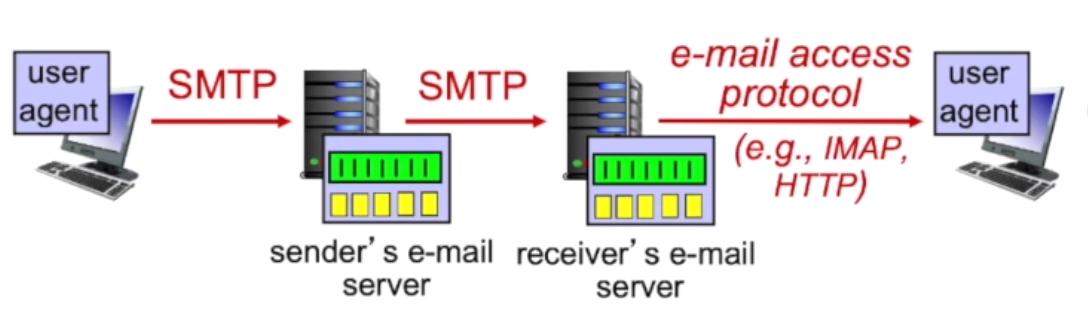 user
agent
SMTP
SMTP
e-mail access
protocol
(e.g., IMAP,
HTTP)
user
agent
sender's e-mail
server
receiver's e-mail
server